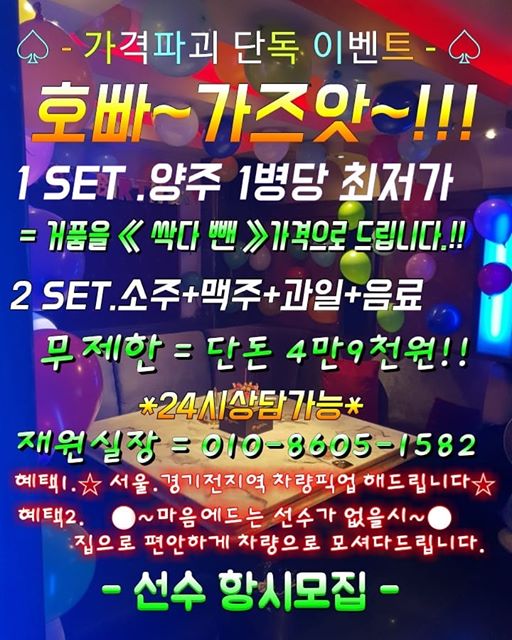 ♤ - 가격파괴 단독 이벤트 - ♤
호빠~가즈앗~!!!
1 SET .양주 1병당 최저가
= 거품을 《 싹다 뺀 》가격으로 드립니다.!!
2 SET.소주+맥주+과일+음료
무제한 = 단돈 4만9천원!!
*24시상담가능*
재원실장 = 010-8605-1582
혜택1.☆ 서울.경기전지역 차량픽업 해드립니다☆
혜택2. ●~마음에드는 선수가 없을시~●
집으로 편안하게 차량으로 모셔다드립니다.
- 선수 항시모집 -